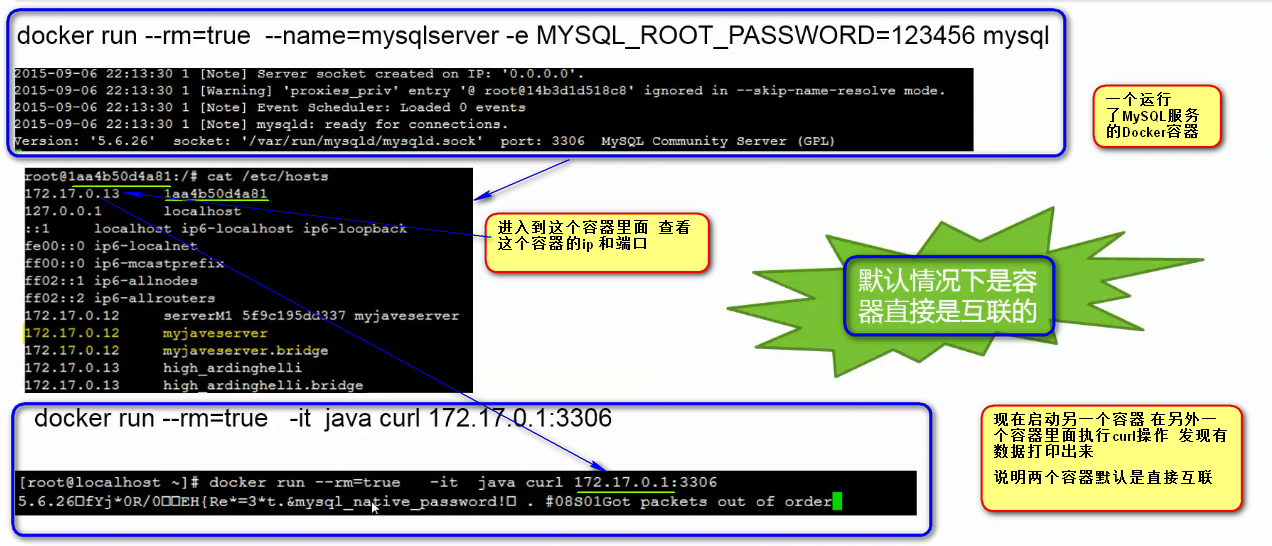 docker run --rm=true --name=mysqlserver -e MYSQL_ROOT_PASSWORD=123456 mysql
2015-09-06 22:13:30 1 [Note] Server socket created on IP: '0.0.0.0'.
2015-09-06 22:13:30 1 [Warning] 'proxies_priv' entry '@ root@14b3d1d518c8' ignored in --skip-name-resolve mode.
2015-09-06 22:13:30 1 [Note] Event Scheduler: Loaded 0 events
2015-09-06 22:13:30 1 [Note] mysqld: ready for connections.
Version: '5.6.26'  socket: '/var/run/mysqld/mysqld.sock'  port: 3306  MySQL Community Server (GPL)
一个运行
了MySQL服务
的Docker容器
root@1aa4b50d4a81:/# cat /etc/hosts
172.17.0.13 1aa4b50d4a81
127.0.0.1 localhost
::1 localhost ip6-localhost ip6-loopback
fe00::0 ip6-localnet
ff00::0 ip6-mcastprefix
ff02::1 ip6-allnodes
ff02::2 ip6-allrouters
172.17.0.12 serverM1 5f9c195dd337 myjaveserver
172.17.0.12 myjaveserver
172.17.0.12 myjaveserver.bridge
172.17.0.13 high_ardinghelli
172.17.0.13 high_ardinghelli.bridge
进入到这个容器里面 查看
这个容器的ip 和端口
默认情况下是容
器直接是互联的
docker run --rm=true -it java curl 172.17.0.1:3306
[root@localhost ~]# docker run --rm=true -it java curl 172.17.0.1:3306
5.6.26□fYj*0R/0□□EH{Re*=3*t.&mysql_native_password!□ . #08S01Got packets out of order
现在启动另一个容器 在另外一
个容器里面执行curl操作 发现有
数据打印出来
说明两个容器默认是直接互联